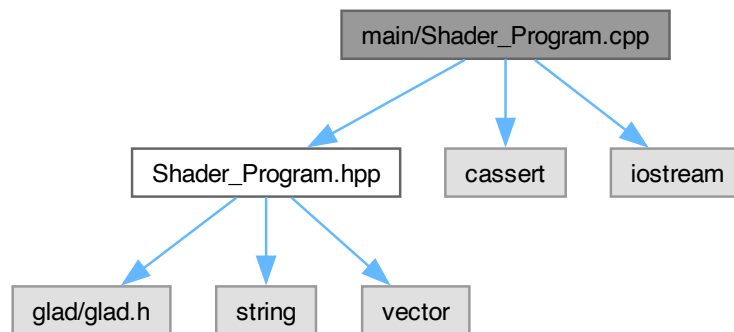 main/Shader_Program.cpp
Shader_Program.hpp
cassert
iostream
glad/glad.h
string
vector